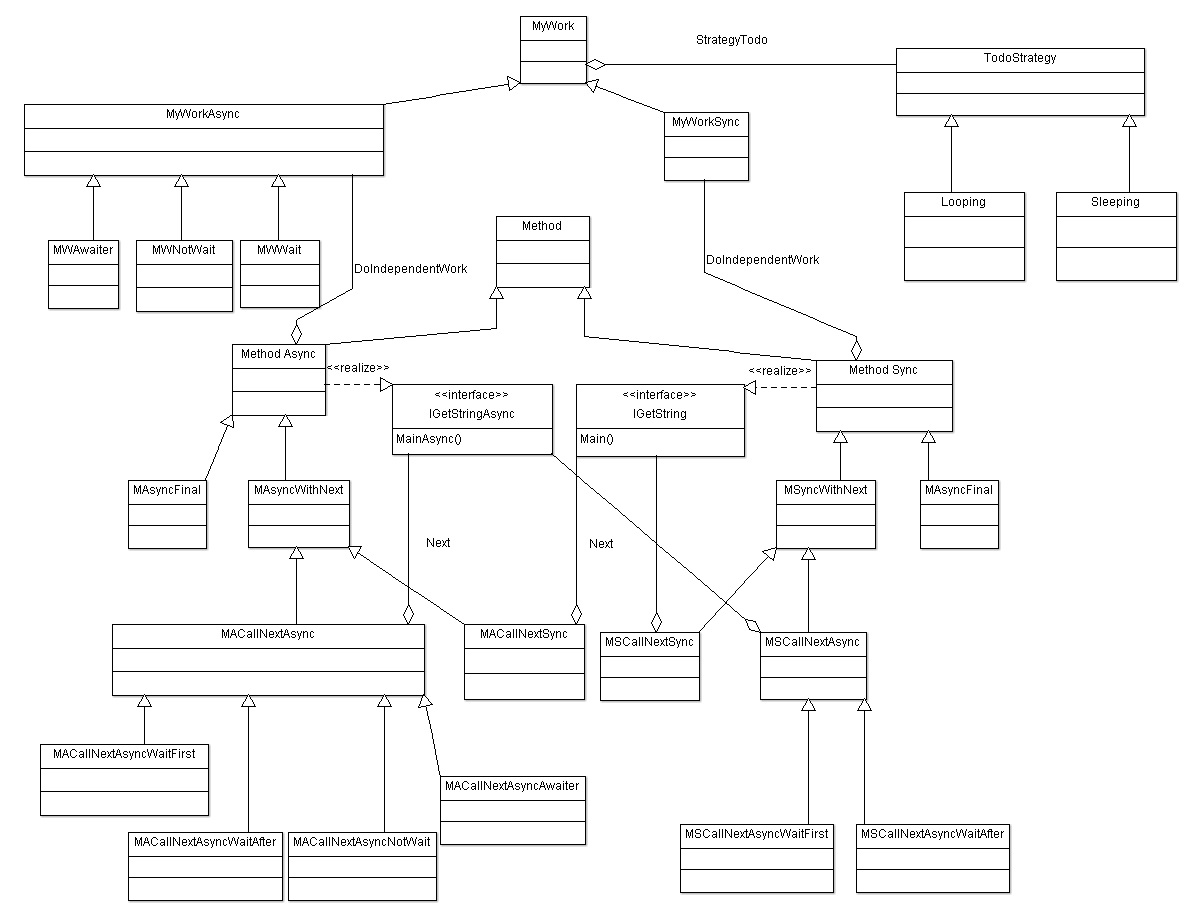 MyWork
StrategyTodo
TodoStrategy
MyWorkAsync
MyWorkSync
Looping
Sleeping
Method
MWAwaiter
MWNotWait
MWWait
DoIndependentWork
DoIndependentWork
Method Async
<<realize>>
<<realize>>
Method Sync
<<interface>>
IGetStringAsync
MainAsync()
<<interface>>
IGetString
Main()
MAsyncFinal
MAsyncWithNext
MSyncWithNext
MAsyncFinal
Next
Next
MACallNextAsync
MACallNextSync
MSCallNextSync
MSCallNextAsync
MACallNextAsyncWaitFirst
MACallNextAsyncAwaiter
MACallNextAsyncWaitAfter
MACallNextAsyncNotWait
MSCallNextAsyncWaitFirst
MSCallNextAsyncWaitAfter